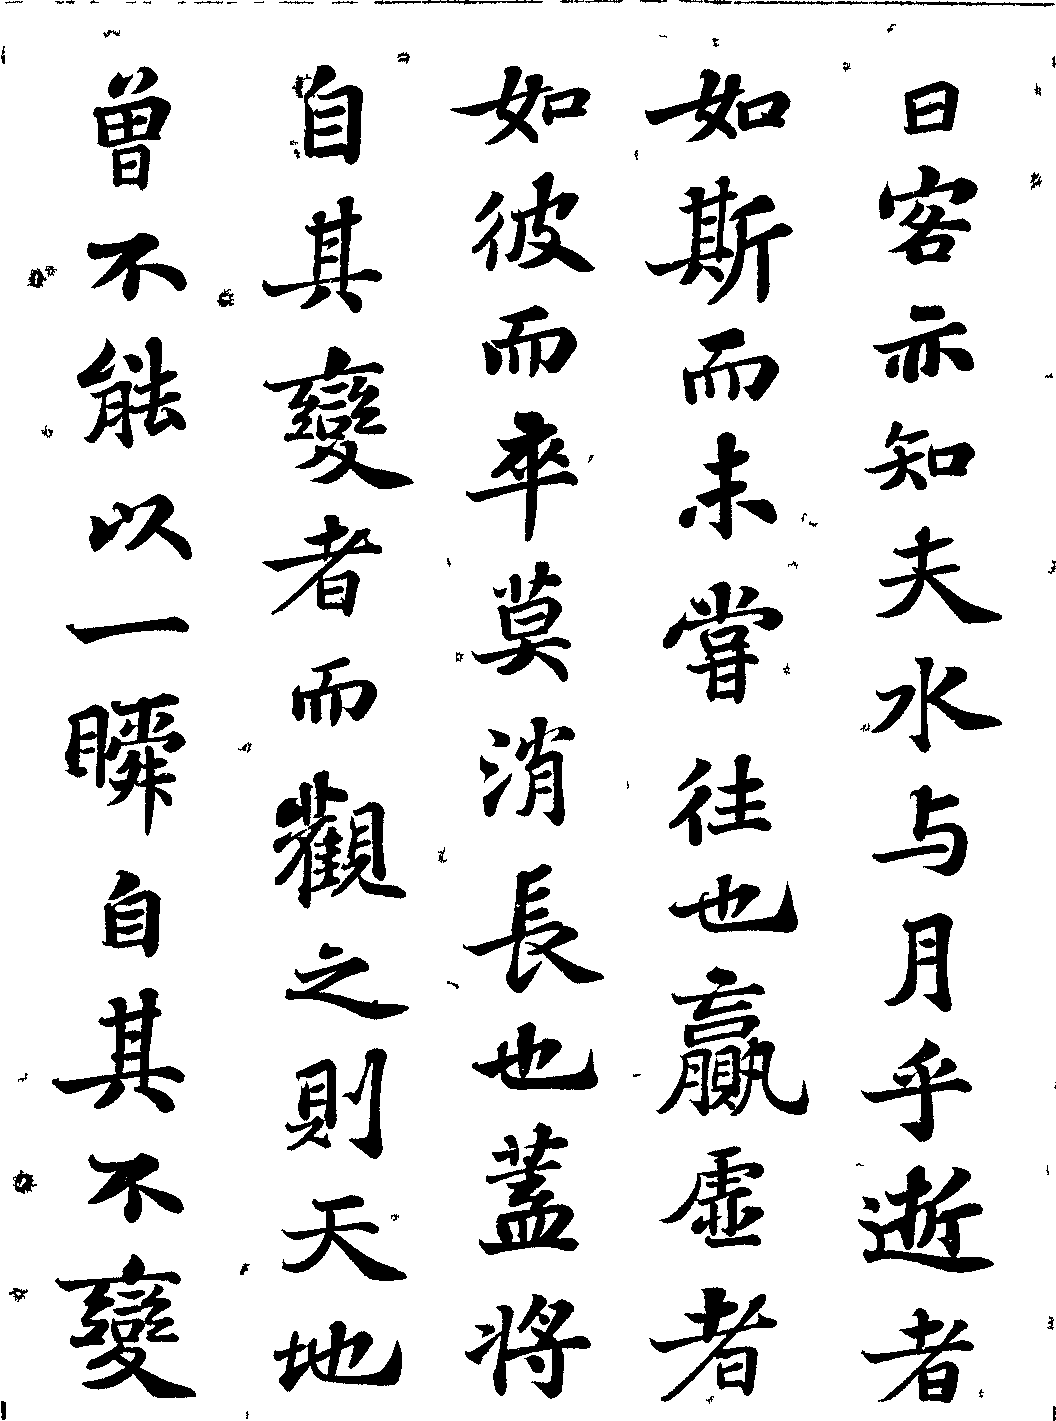 曰客亦知夫水与月乎逝者
如斯而未嘗往也贏虛者
如彼而卒莫消長也蓋將
自其變者而觀之則天地
曾不能以一瞬自其不變